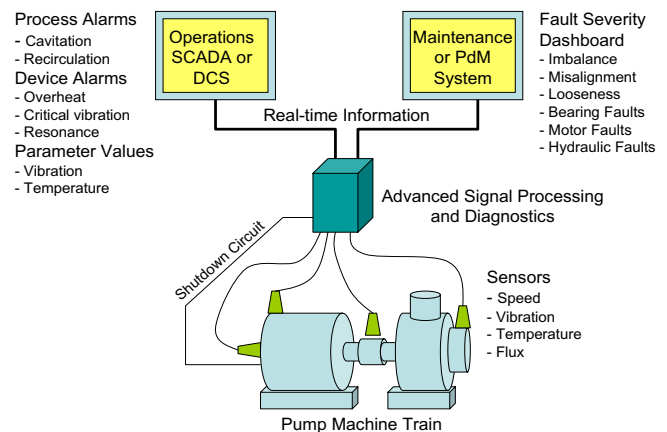 Process Alarms
- Cavitation
- Recirculation
Device Alarms
- Overheat
- Critical vibration
- Resonance
Parameter Values
- Vibration
- Temperature
Operations
SCADA or
DCS
Maintenance
or PdM
System
Fault Severity
Dashboard
- Imbalance
- Misalignment
- Looseness
- Bearing Faults
- Motor Faults
- Hydraulic Faults
Real-time Information
Advanced Signal Processing
and Diagnostics
Shutdown Circuit
Sensors
- Speed
- Vibration
- Temperature
- Flux
Pump Machine Train